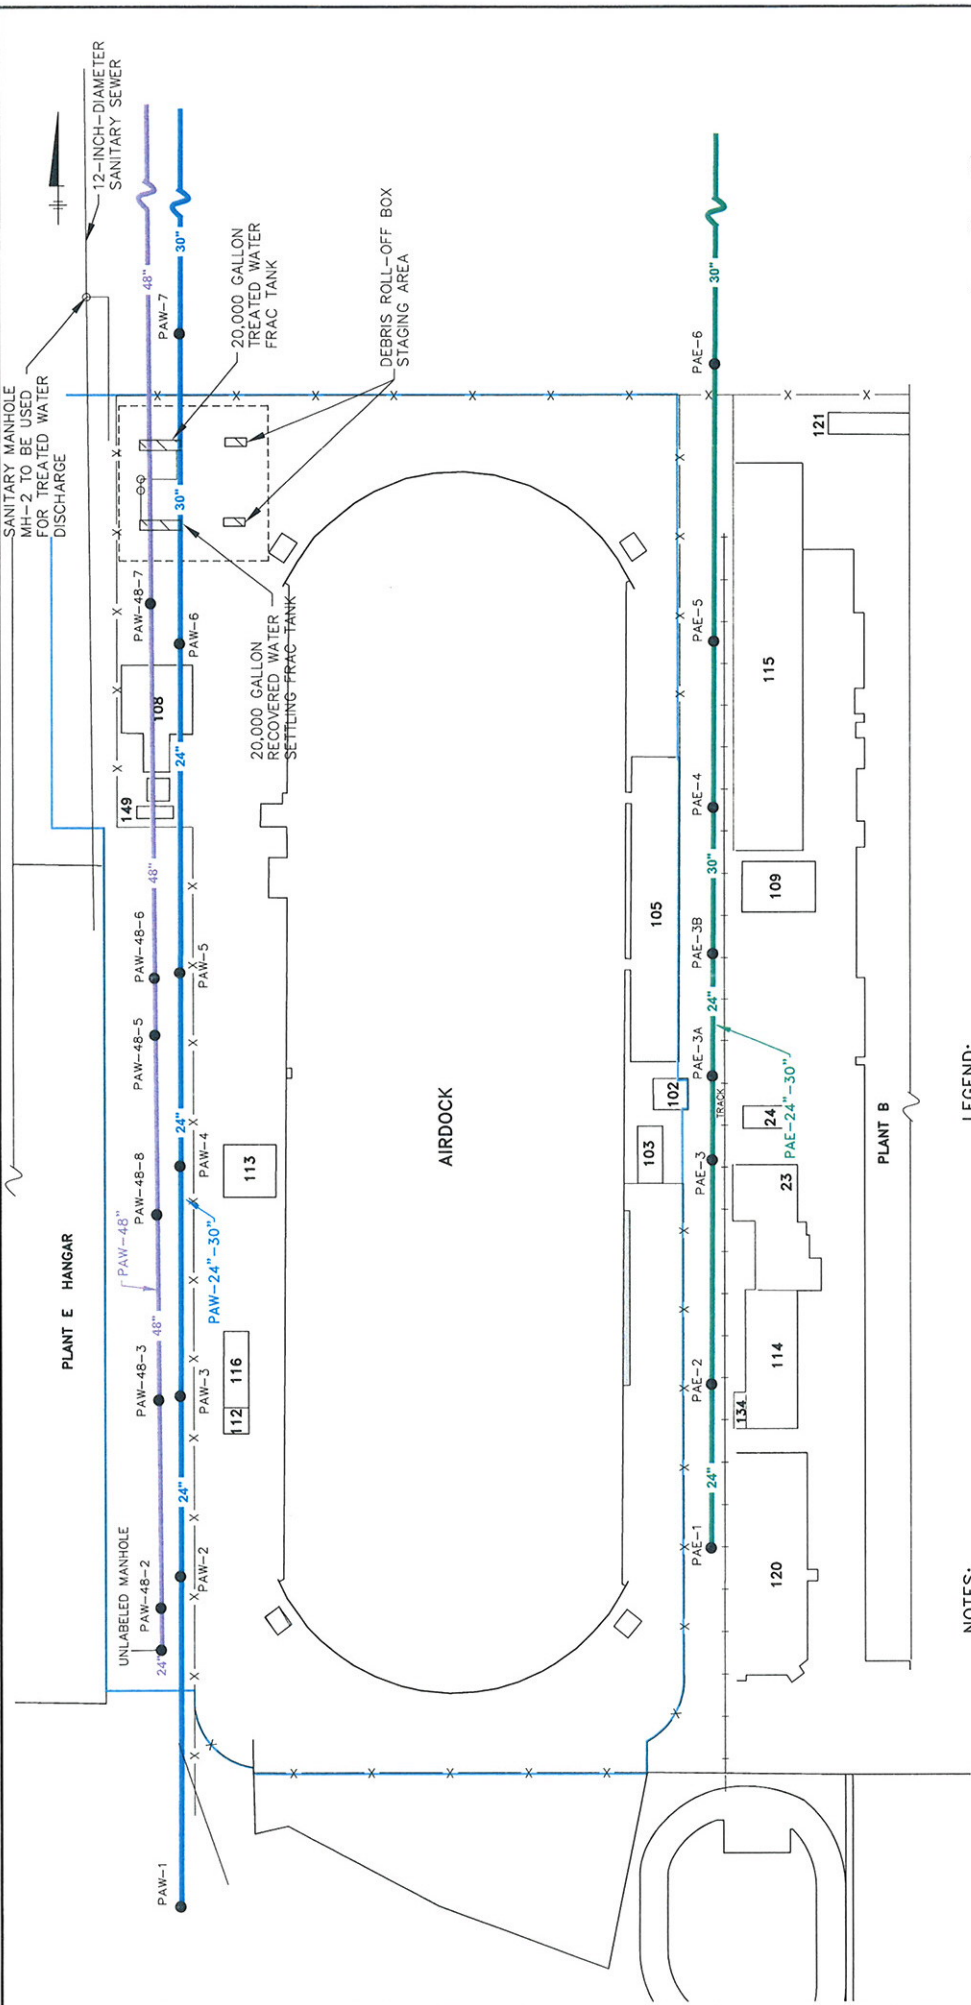 SANITARY MANHOLE
MH-2 TO BE USED
FOR TREATED WATER
DISCHARGE
12-INCH-DIAMETER
SANITARY SEWER
PLANT E HANGAR
UNLABELED MANHOLE
PAW-48-2
PAW-48-3
PAW-48"
PAW-48-8
PAW-48-5
PAW-48-6
PAW-48-7
24"
48"
48"
48"
149
108
PAW-1
PAW-2
PAW-3
PAW-4
PAW-5
PAW-6
PAW-7
24"
24"
24"
30"
30"
PAW-24"-30"
20,000 GALLON
TREATED WATER
FRAC TANK
20,000 GALLON
RECOVERED WATER
SETTLING FRAC TANK
DEBRIS ROLL-OFF BOX
STAGING AREA
112
116
113
AIRDOCK
103
102
105
PAE-1
PAE-2
PAE-3
PAE-3A
PAE-3B
PAE-4
PAE-5
PAE-6
24"
24"
30"
30"
TRACK
PAE-24"-30"
120
134
114
23
24
109
115
121
PLANT B
NOTES:
LEGEND: